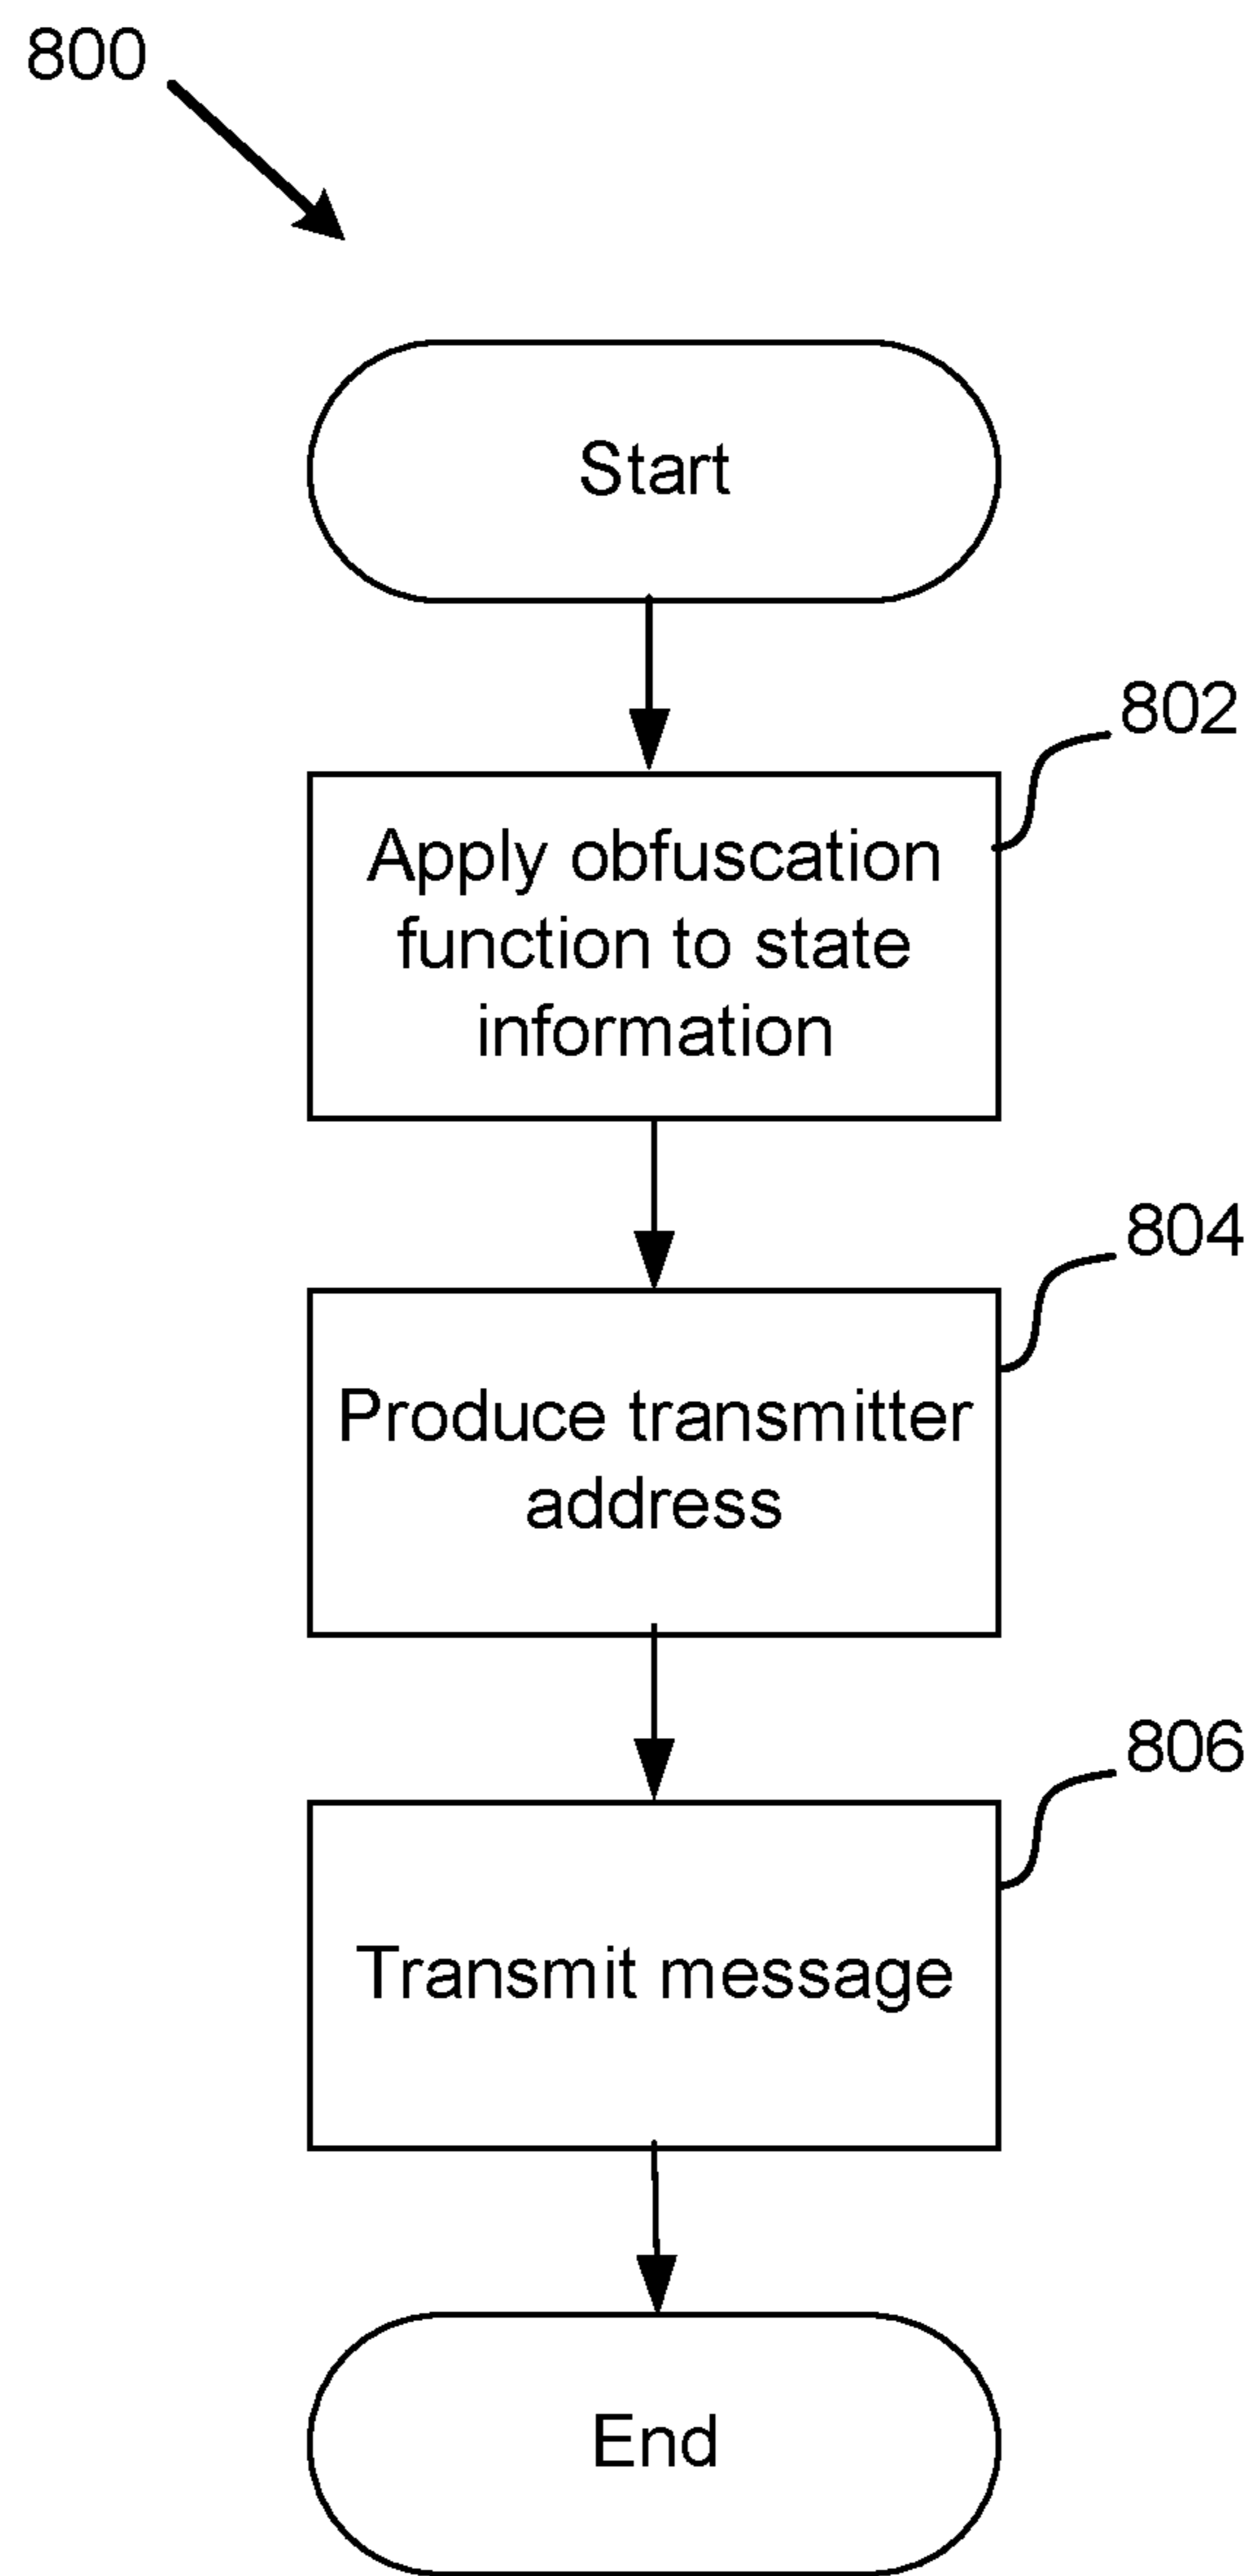 800
Start
802
Apply obfuscation
function to state
information
804
Produce transmitter
address
806
Transmit message
End